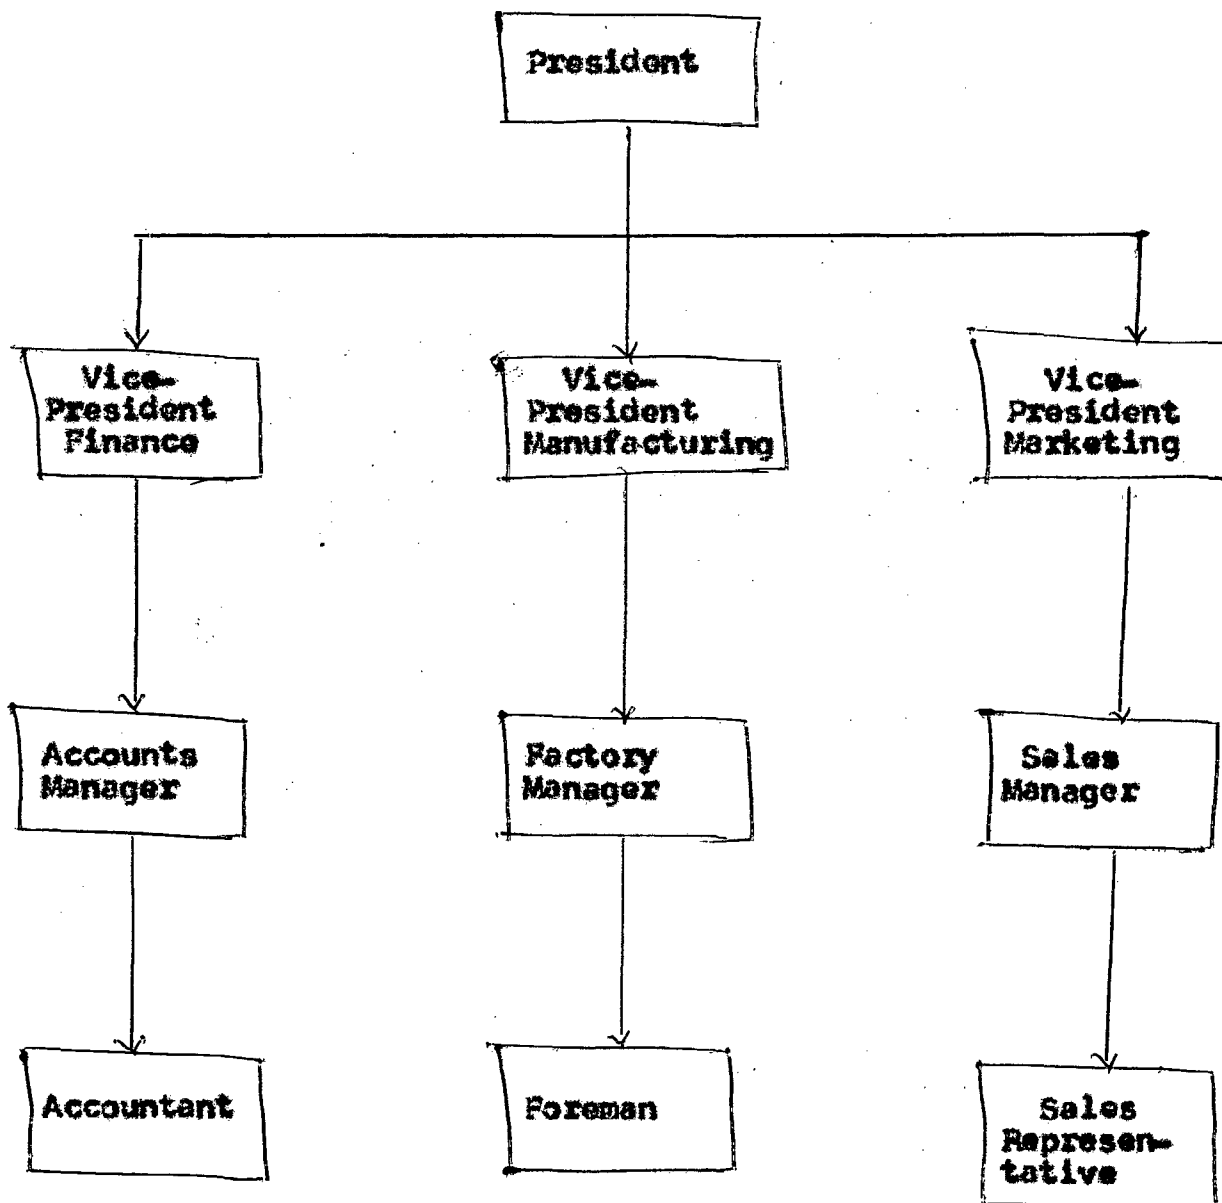 President
Vice-
President
Finance
Vice-
President
Manufacturing
Vice-
President
Marketing
Accounts
Manager
Factory
Manager
Sales
Manager
Accountant
Foreman
Sales
Represen-
tative